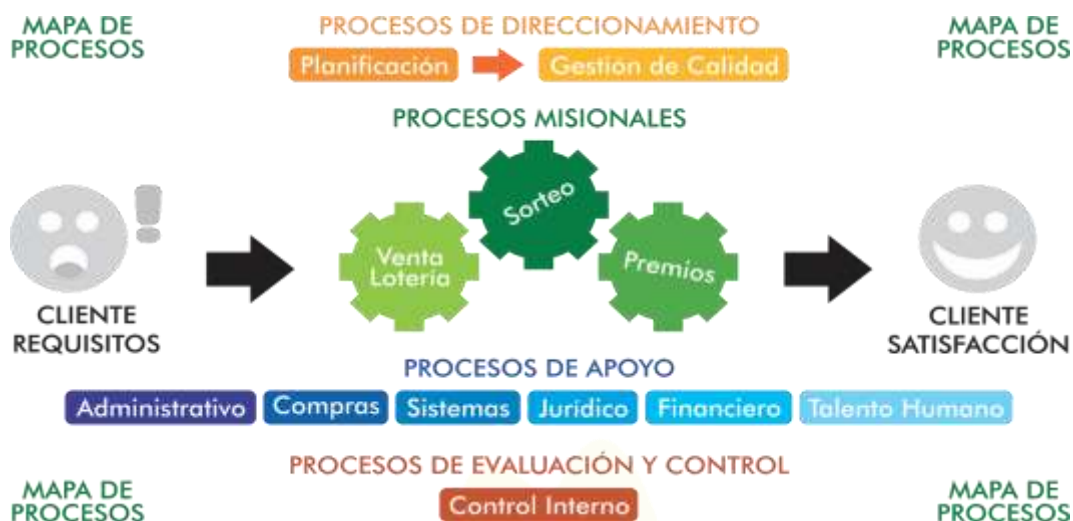 MAPA DE
PROCESOS
PROCESOS DE DIRECCIONAMIENTO
MAPA DE
PROCESOS
Planificación
Gestión de Calidad
PROCESOS MISIONALES
Sorteo
Venta
Lotería
Premios
CLIENTE
REQUISITOS
CLIENTE
SATISFACCIÓN
PROCESOS DE APOYO
Administrativo
Compras
Sistemas
Jurídico
Financiero
Talento Humano
PROCESOS DE EVALUACIÓN Y CONTROL
MAPA DE
PROCESOS
Control Interno
MAPA DE
PROCESOS